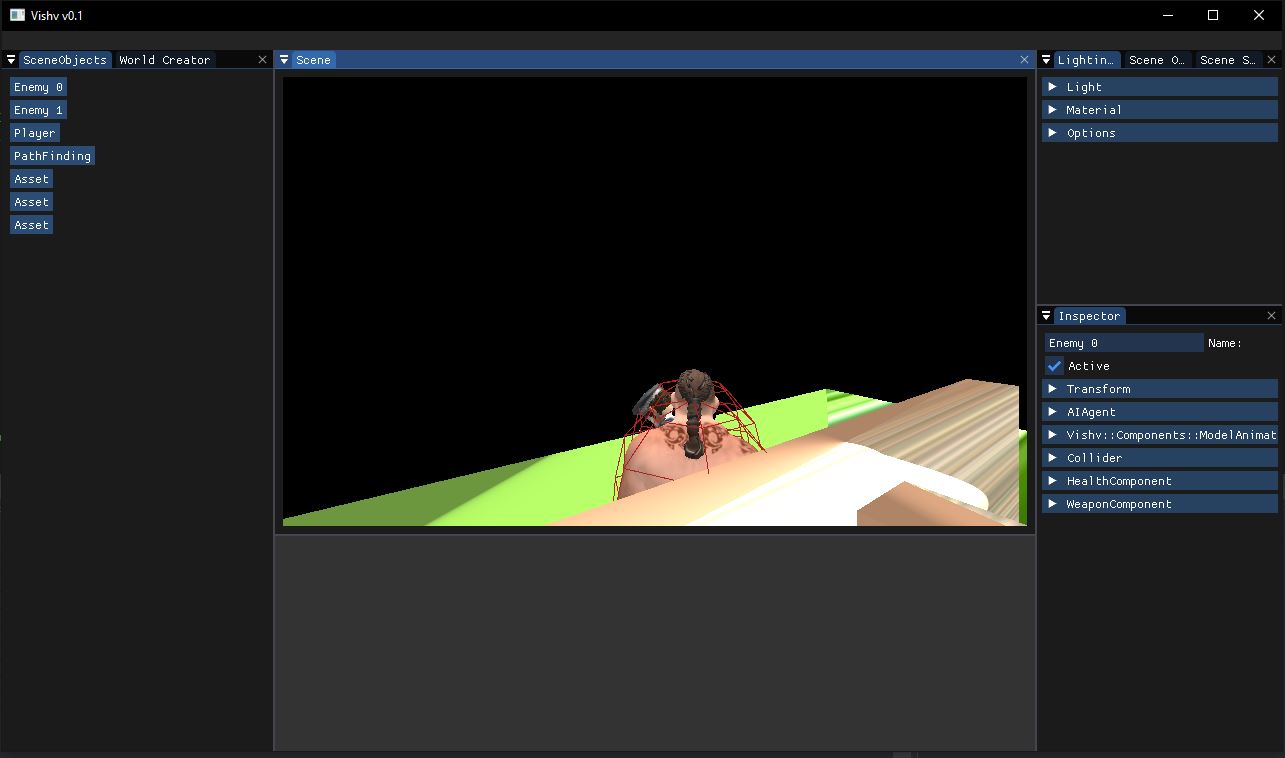 Vishv v0.1
SceneObjects World Creator
Enemy 0
Enemy 1
Player
PathFinding
Asset
Asset
Asset
Scene
Lightin… Scene O… Scene S…
Light
Material
Options
Inspector
Enemy 0 Name:
Active
Transform
AIAgent
Vishv::Components::ModelAnimat
Collider
HealthComponent
WeaponComponent